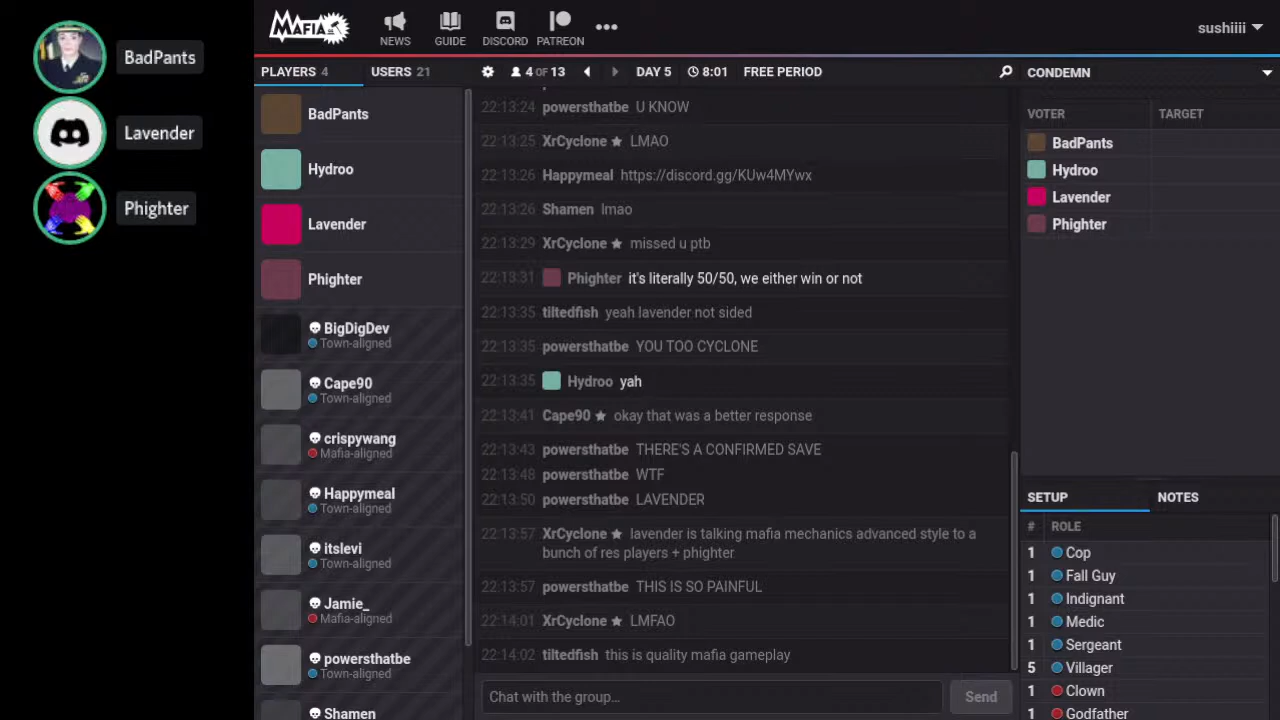 BadPants
Lavender
Phighter
MAFIA
NEWS
GUIDE
DISCORD
PATREON
sushiiii
PLAYERS 4
USERS 21
4 OF 13
DAY 5
8:01
FREE PERIOD
CONDEMN
BadPants
Hydroo
Lavender
Phighter
BigDigDev
Town-aligned
Cape90
Town-aligned
crispywang
Mafia-aligned
Happymeal
Town-aligned
itslevi
Town-aligned
Jamie_
Mafia-aligned
powersthatbe
Town-aligned
Shamen
22:13:24 powersthatbe U KNOW
22:13:25 XrCyclone ★ LMAO
22:13:26 Happymeal https://discord.gg/KUw4MYwx
22:13:26 Shamen lmao
22:13:29 XrCyclone ★ missed u ptb
22:13:31 Phighter it's literally 50/50, we either win or not
22:13:35 tiltedfish yeah lavender not sided
22:13:35 powersthatbe YOU TOO CYCLONE
22:13:35 Hydroo yah
22:13:41 Cape90 ★ okay that was a better response
22:13:43 powersthatbe THERE'S A CONFIRMED SAVE
22:13:48 powersthatbe WTF
22:13:50 powersthatbe LAVENDER
22:13:57 XrCyclone ★ lavender is talking mafia mechanics advanced style to a
bunch of res players + phighter
22:13:57 powersthatbe THIS IS SO PAINFUL
22:14:01 XrCyclone ★ LMFAO
22:14:02 tiltedfish this is quality mafia gameplay
Chat with the group...
Send
VOTER TARGET
BadPants
Hydroo
Lavender
Phighter
SETUP NOTES
# ROLE
1 Cop
1 Fall Guy
1 Indignant
1 Medic
1 Sergeant
5 Villager
1 Clown
1 Godfather